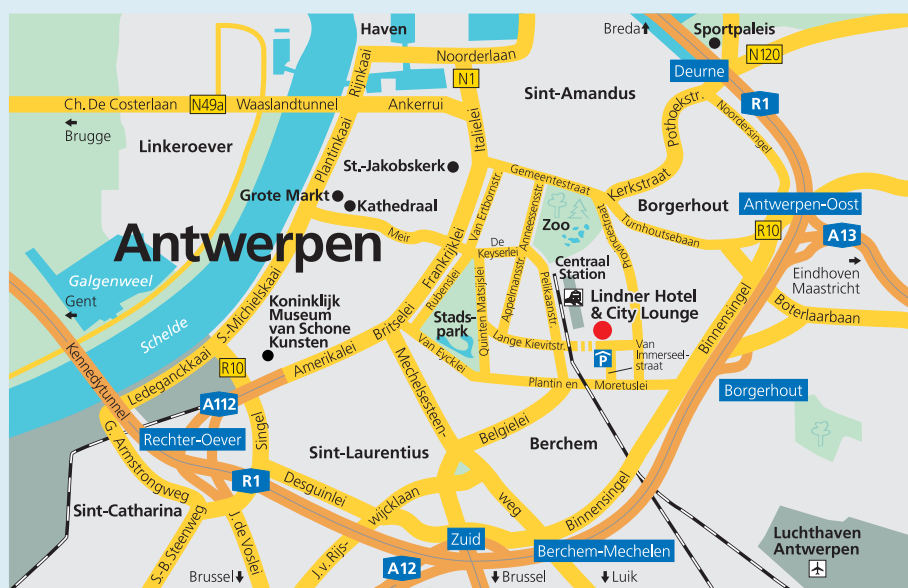 Haven
Breda
Sportpaleis
Noorderlaan
N120
Deurne
N1
Rijnkaai
R1
Sint-Amandus
Ch. De Costerlaan
N49a
Waaslandtunnel
Ankerrui
Pothoekstr.
Noordersingel
Brugge
Linkeroever
Plantinkaai
Italielei
St.-Jakobskerk
Gemeentestraat
Kerkstraat
Grote Markt
Kathedraal
Van Ertbornstr.
Anneessensstr.
Zoo
Provinciestraat
Borgerhout
Antwerpen-Oost
Turnhoutsebaan
R10
A13
Antwerpen
Meir
De
Keyserlei
Frankrijklei
Centraal
Station
Eindhoven
Maastricht
Galgenweel
Gent
Rubenslei
Quinten Matsijslei
Appelmansstr.
Pelikaanstr.
Lindner Hotel
& City Lounge
S.-Michielskaai
Koninklijk
Museum
van Schone
Kunsten
Schelde
Britselei
Stads-
park
Boterlaarbaan
Binnensingel
Kennedytunnel
Ledeganckkaai
R10
Amerikalei
Van Eycklei
Lange Kievitstr.
P
Van
Immerseel-
straat
Mechelsesteen-
Plantin en
Moretuslei
Borgerhout
A112
Rechter-Oever
Singel
G. Armstrongweg
Belgielei
Berchem
Sint-Laurentius
R1
Desguinlei
Sint-Catharina
weg
Binnensingel
J. v. Rijs-
wijcklaan
S.-B.Steenweg
J. de Voslei
Zuid
Berchem-Mechelen
Luchthaven
Antwerpen
Brussel
A12
Brussel
Luik